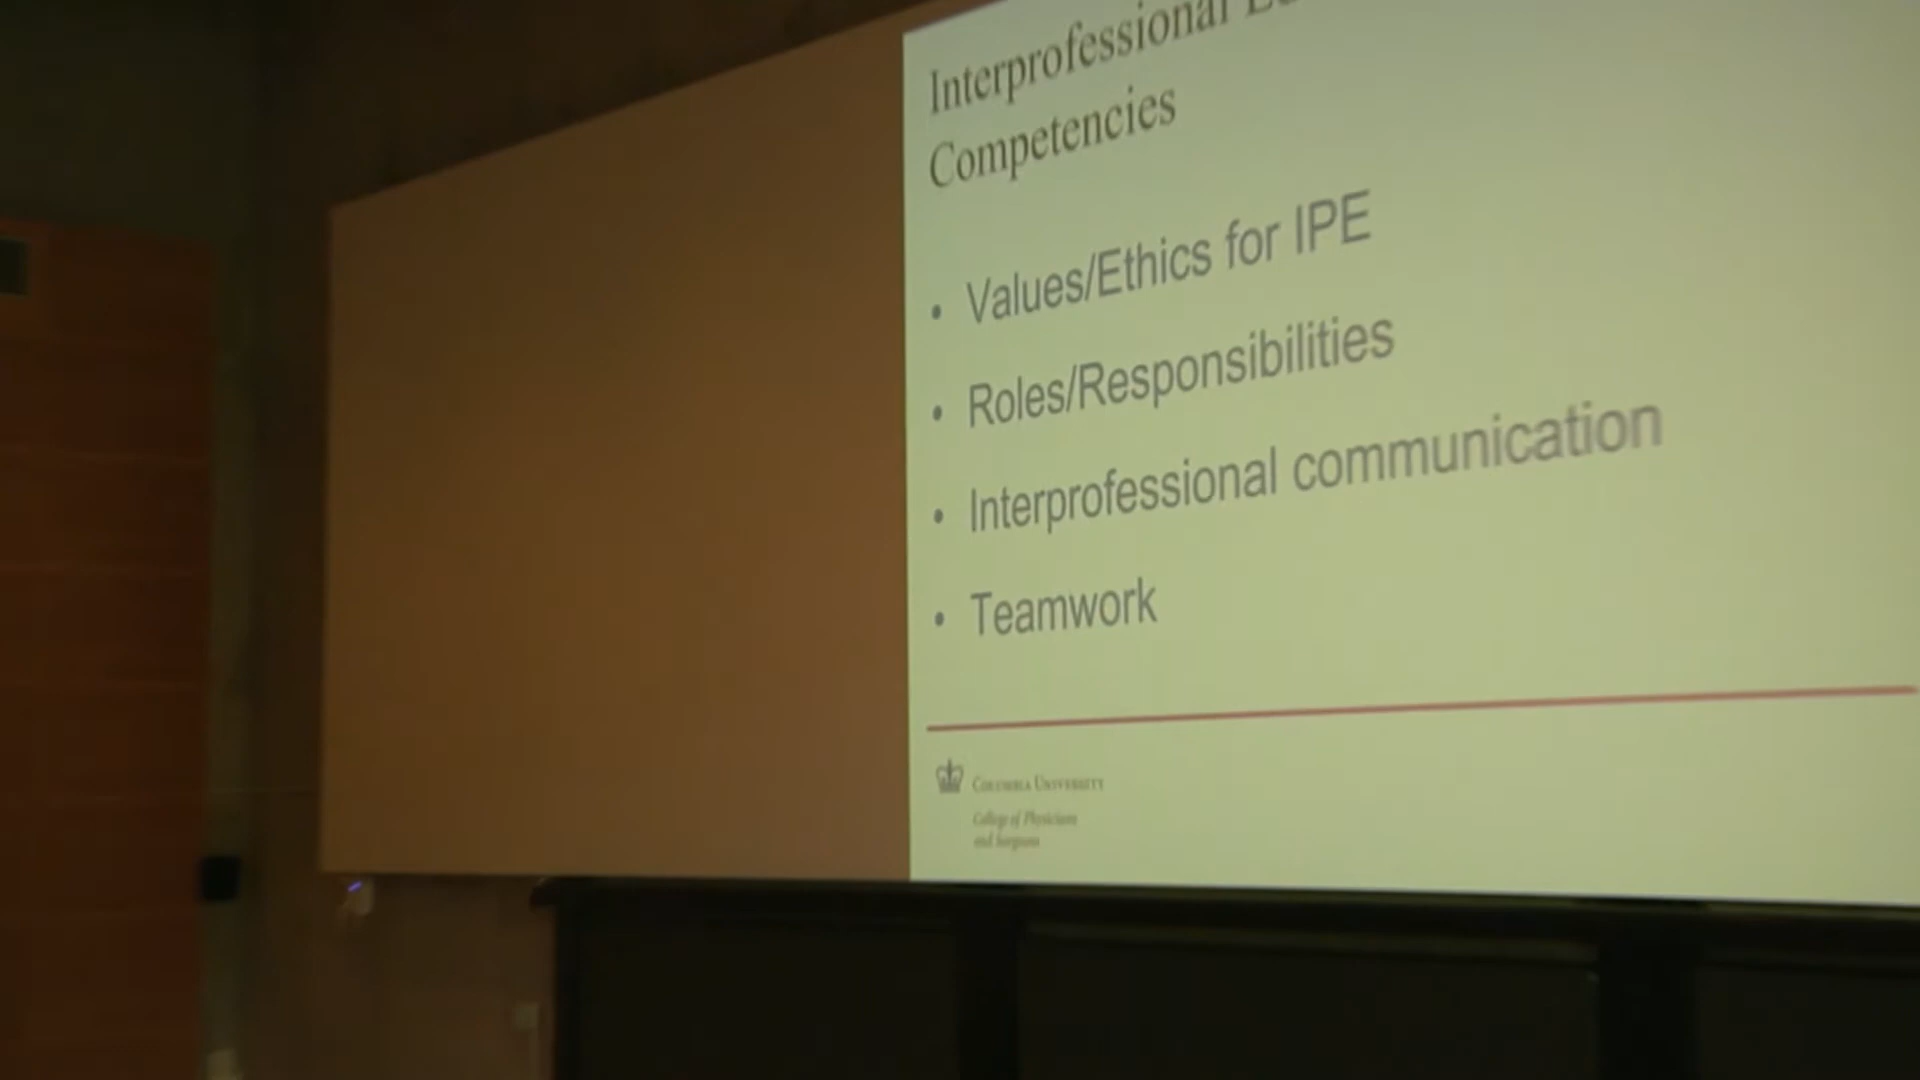 Interprofessional
Competencies
• Values/Ethics for IPE
• Roles/Responsibilities
• Interprofessional communication
• Teamwork
COLUMBIA UNIVERSITY
College of Physicians
and Surgeons